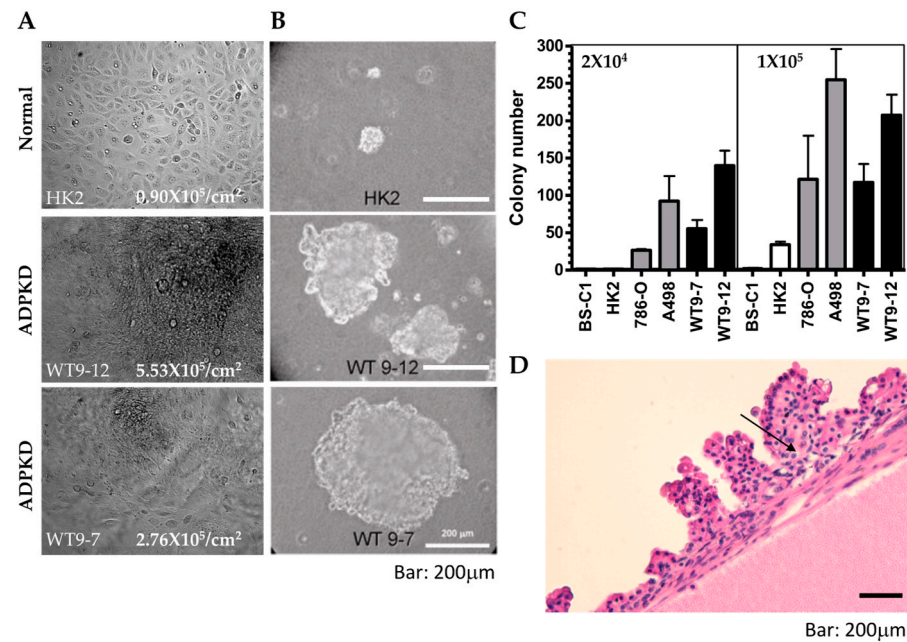 A
Normal
HK2
0.90X10⁵/cm²
ADPKD
WT9-12
5.53X10⁵/cm²
ADPKD
WT9-7
2.76X10⁵/cm²
B
HK2
WT 9-12
200 μm
WT 9-7
Bar: 200μm
C
Colony number
300
250
200
150
100
50
0
2X10⁴
1X10⁵
BS-C1
HK2
786-O
A498
WT9-7
WT9-12
BS-C1
HK2
786-O
A498
WT9-7
WT9-12
D
Bar: 200μm